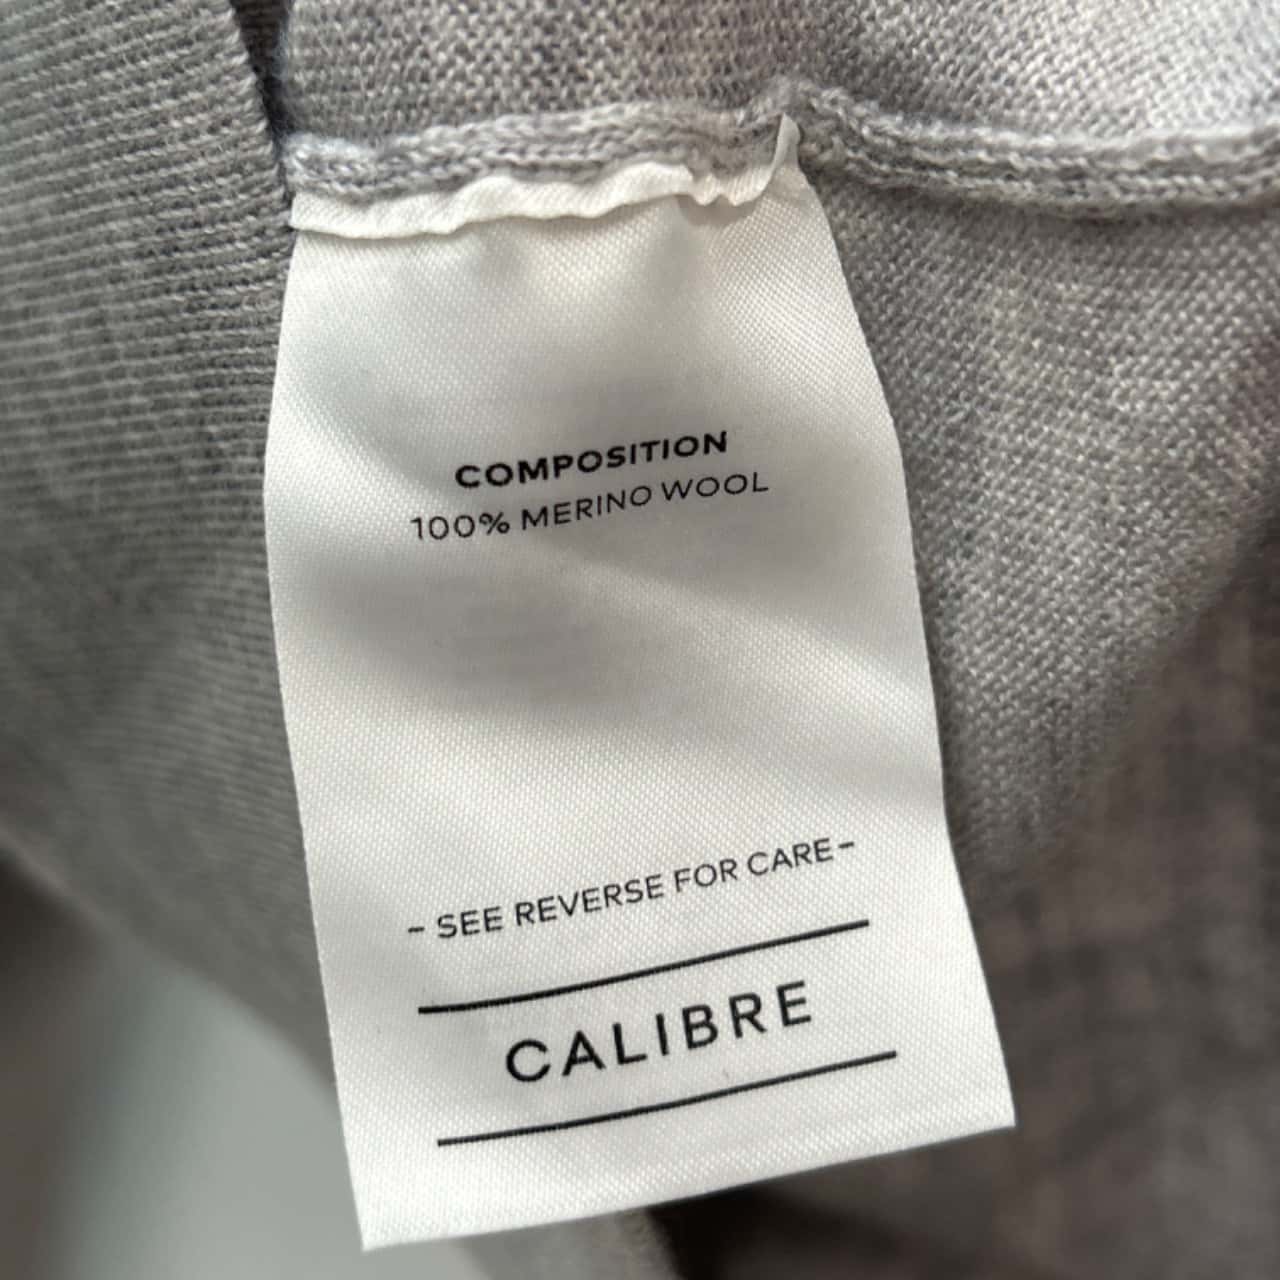 COMPOSITION
100% MERINO WOOL
- SEE REVERSE FOR CARE -
CALIBRE